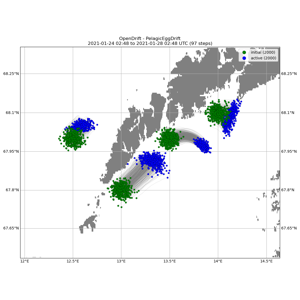 OpenDrift - PelagicEggDrift
2021-01-24 02:48 to 2021-01-28 02:48 UTC (97 steps)
initial (2000)
active (2000)
68.25°N 68.25°N
68.1°N 68.1°N
67.95°N 67.95°N
67.8°N 67.8°N
67.65°N 67.65°N
12°E 12.5°E 13°E 13.5°E 14°E 14.5°E